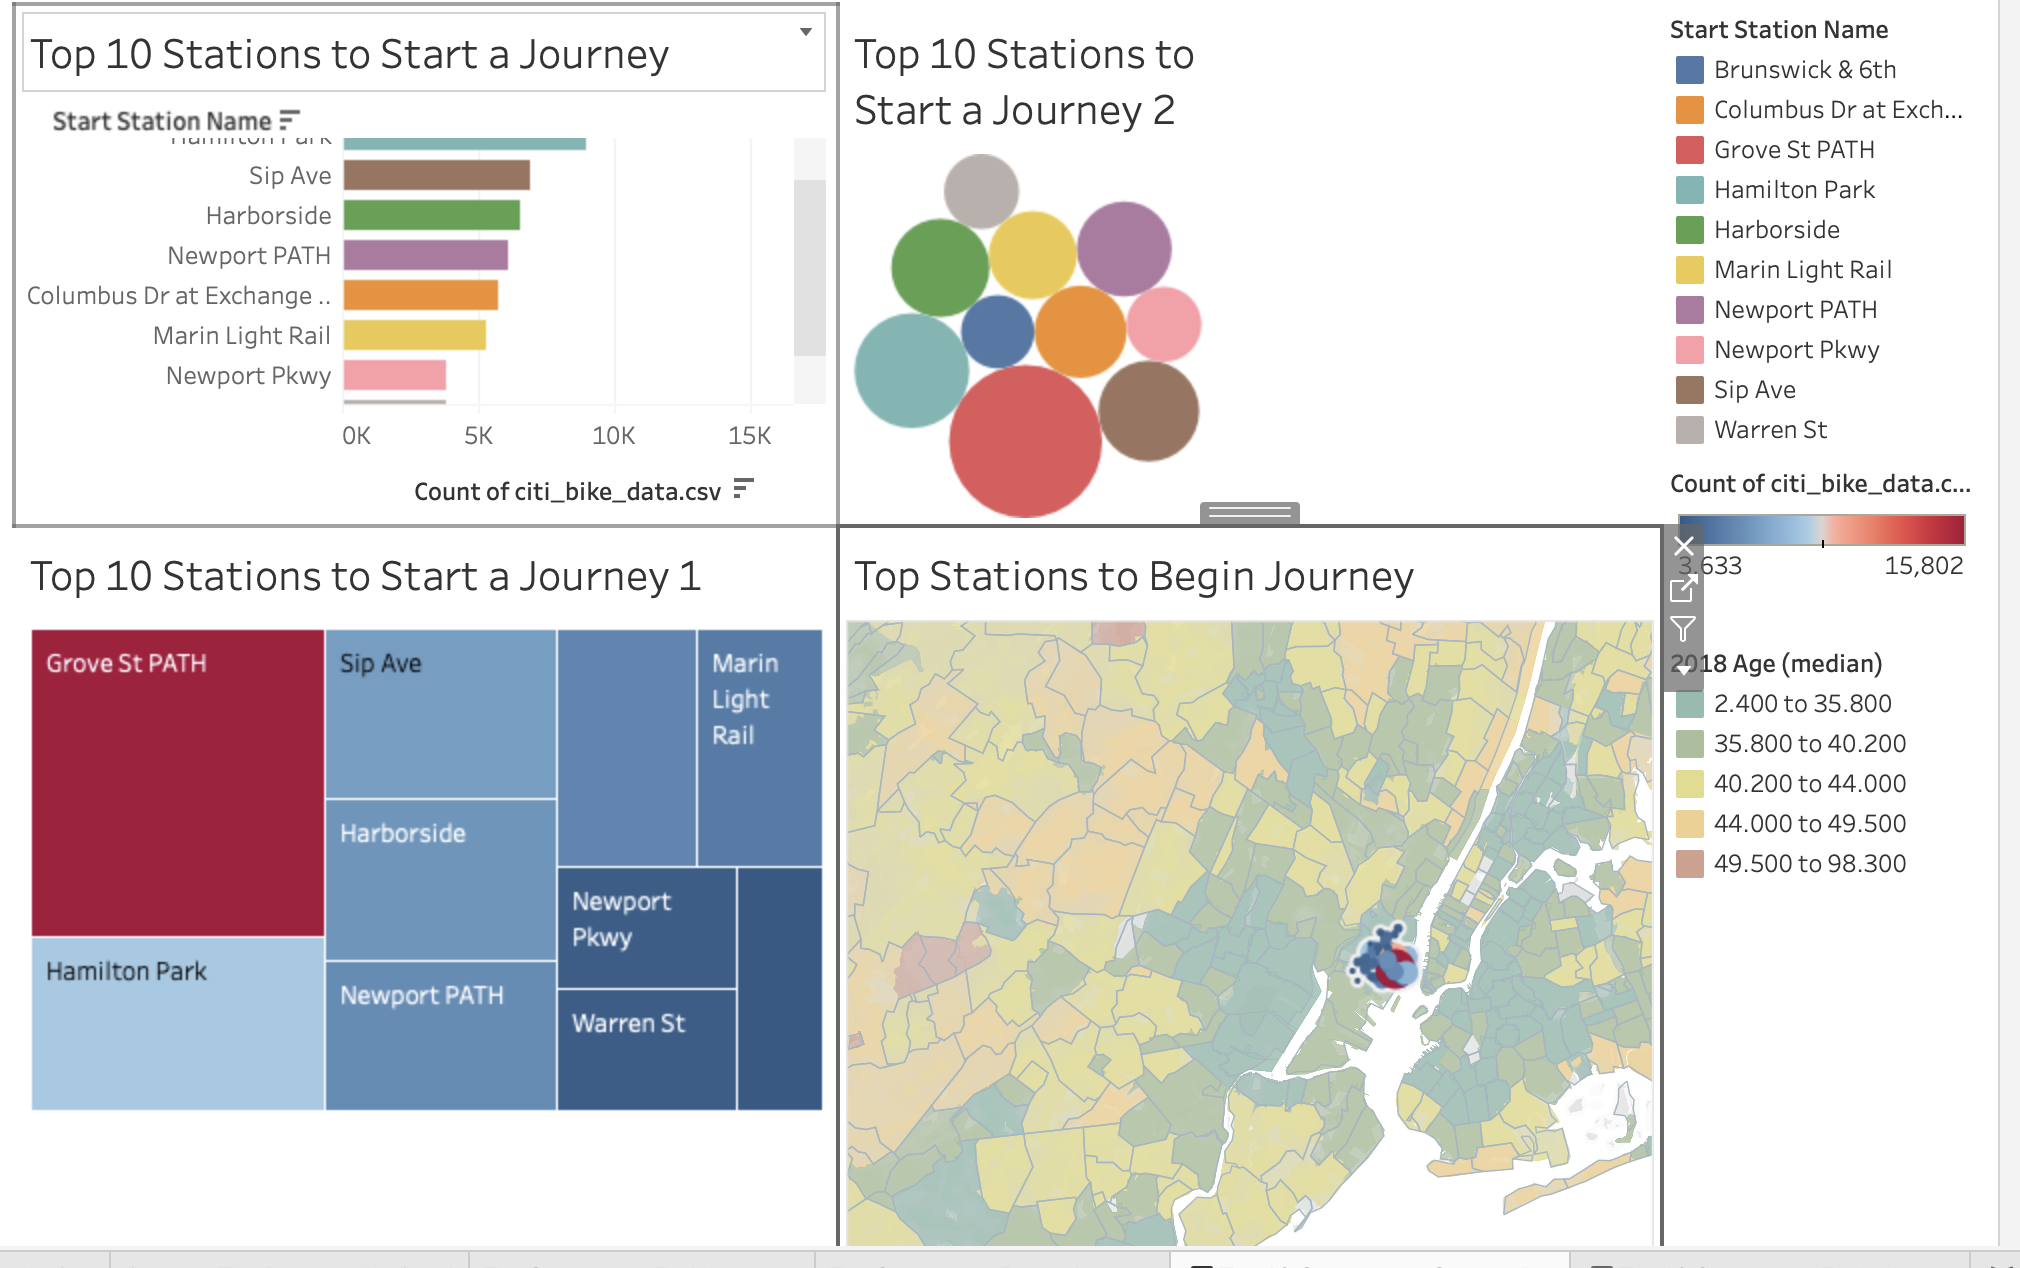 Top 10 Stations to Start a Journey
Start Station Name
Hamilton Park
Sip Ave
Harborside
Newport PATH
Columbus Dr at Exchange ..
Marin Light Rail
Newport Pkwy
0K
5K
10K
15K
Count of citi_bike_data.csv
Top 10 Stations to
Start a Journey 2
Start Station Name
Brunswick & 6th
Columbus Dr at Exch...
Grove St PATH
Hamilton Park
Harborside
Marin Light Rail
Newport PATH
Newport Pkwy
Sip Ave
Warren St
Count of citi_bike_data.c...
3,633
15,802
2018 Age (median)
2.400 to 35.800
35.800 to 40.200
40.200 to 44.000
44.000 to 49.500
49.500 to 98.300
Top 10 Stations to Start a Journey 1
Grove St PATH
Hamilton Park
Sip Ave
Harborside
Newport PATH
Marin
Light
Rail
Newport
Pkwy
Warren St
Top Stations to Begin Journey